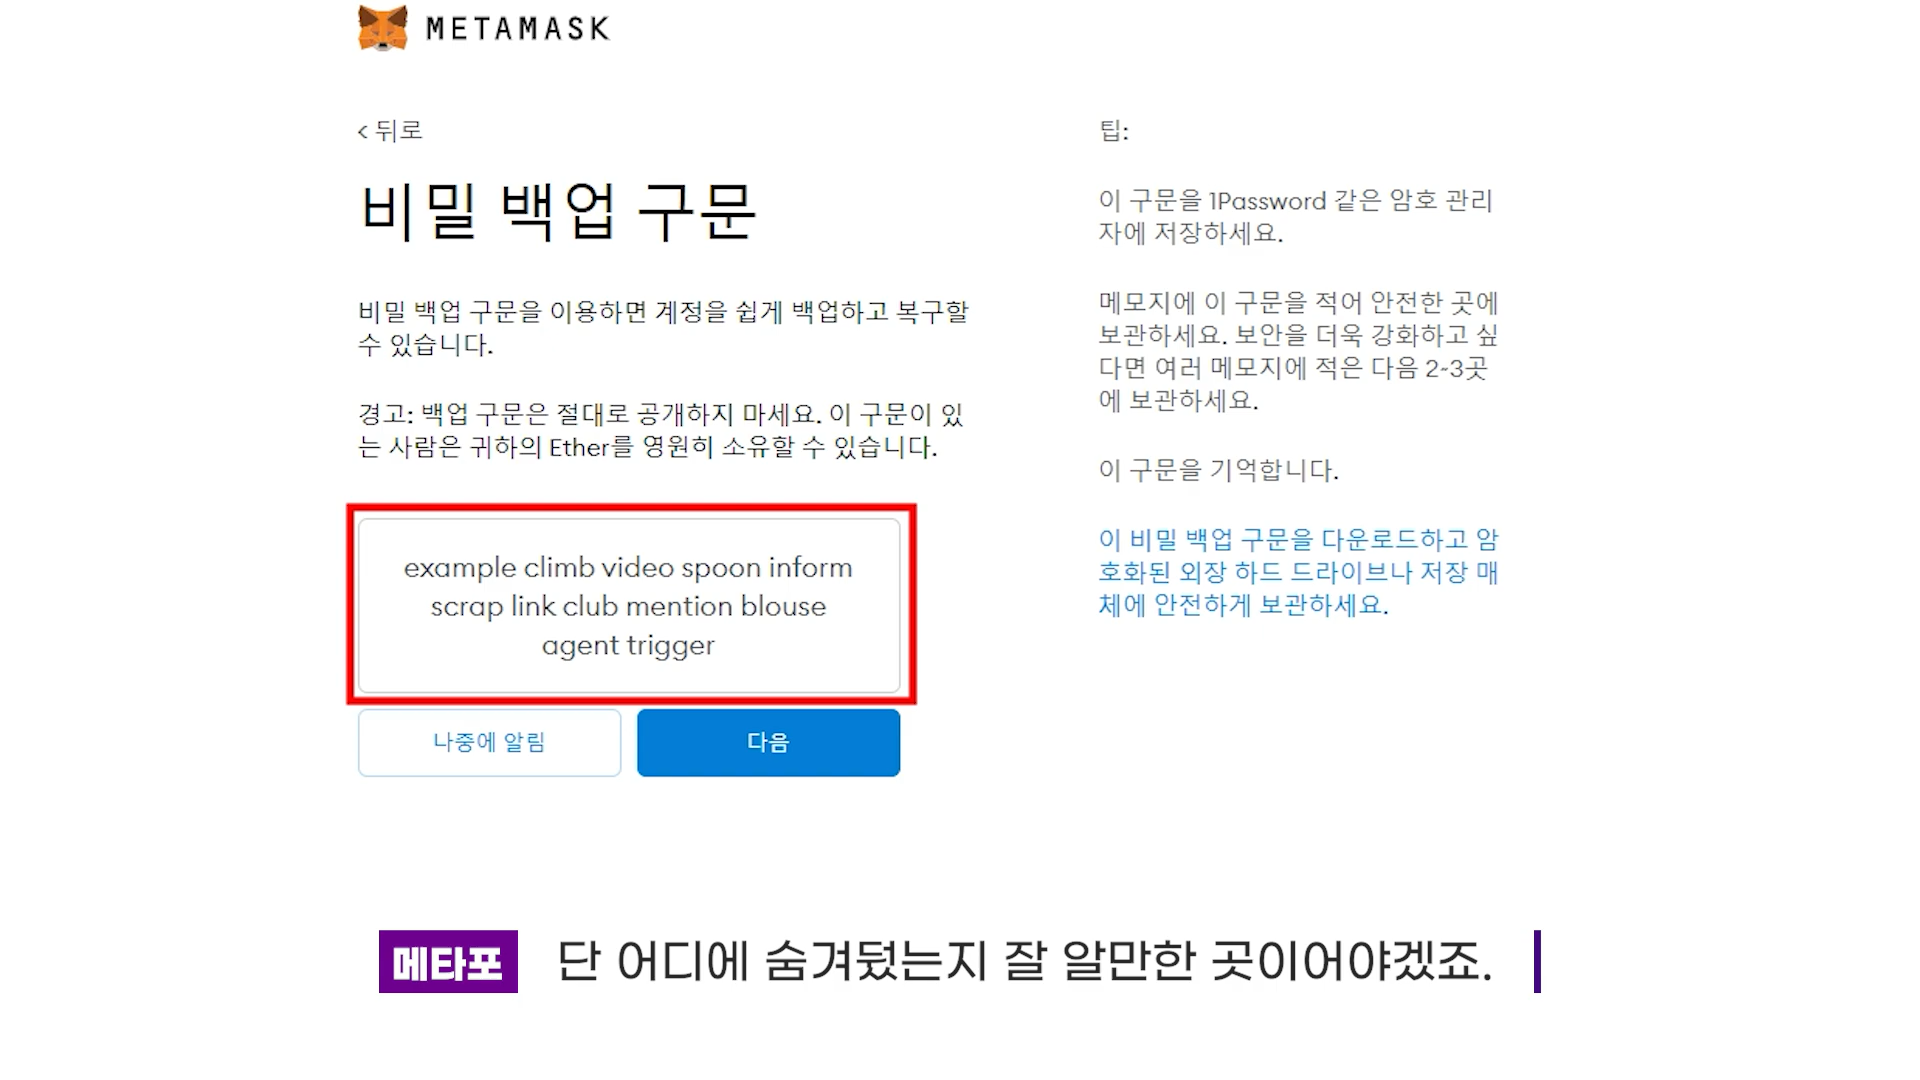 METAMASK
< 뒤로
비밀 백업 구문
비밀 백업 구문을 이용하면 계정을 쉽게 백업하고 복구할
수 있습니다.
경고: 백업 구문은 절대로 공개하지 마세요. 이 구문이 있
는 사람은 귀하의 Ether를 영원히 소유할 수 있습니다.
example climb video spoon inform
scrap link club mention blouse
agent trigger
나중에 알림
다음
팁:
이 구문을 1Password 같은 암호 관리
자에 저장하세요.
메모지에 이 구문을 적어 안전한 곳에
보관하세요. 보안을 더욱 강화하고 싶
다면 여러 메모지에 적은 다음 2~3곳
에 보관하세요.
이 구문을 기억합니다.
이 비밀 백업 구문을 다운로드하고 암
호화된 외장 하드 드라이브나 저장 매
체에 안전하게 보관하세요.
메타포
단 어디에 숨겨뒀는지 잘 알만한 곳이어야겠죠.